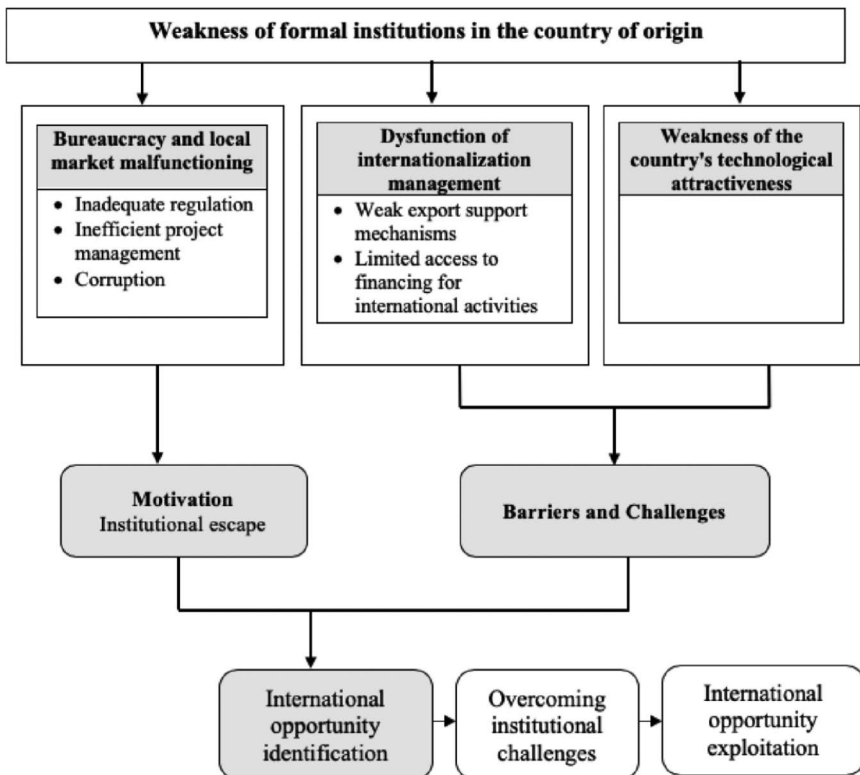 Weakness of formal institutions in the country of origin
Bureaucracy and local
market malfunctioning
• Inadequate regulation
• Inefficient project
management
• Corruption
Dysfunction of
internationalization
management
• Weak export support
mechanisms
• Limited access to
financing for
international activities
Weakness of the
country's technological
attractiveness
Motivation
Institutional escape
Barriers and Challenges
International
opportunity
identification
Overcoming
institutional
challenges
International
opportunity
exploitation